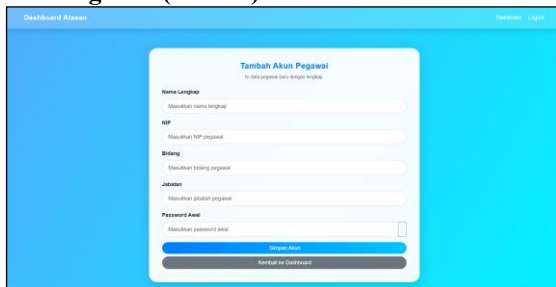 Dashboard Atasan
Dashboard Logout
Tambah Akun Pegawai
Isi data pegawai baru dengan lengkap
Nama Lengkap
Masukkan nama lengkap
NIP
Masukkan NIP pegawai
Bidang
Masukkan bidang pegawai
Jabatan
Masukkan jabatan pegawai
Password Awal
Masukkan password awal
Simpan Akun
Kembali ke Dashboard